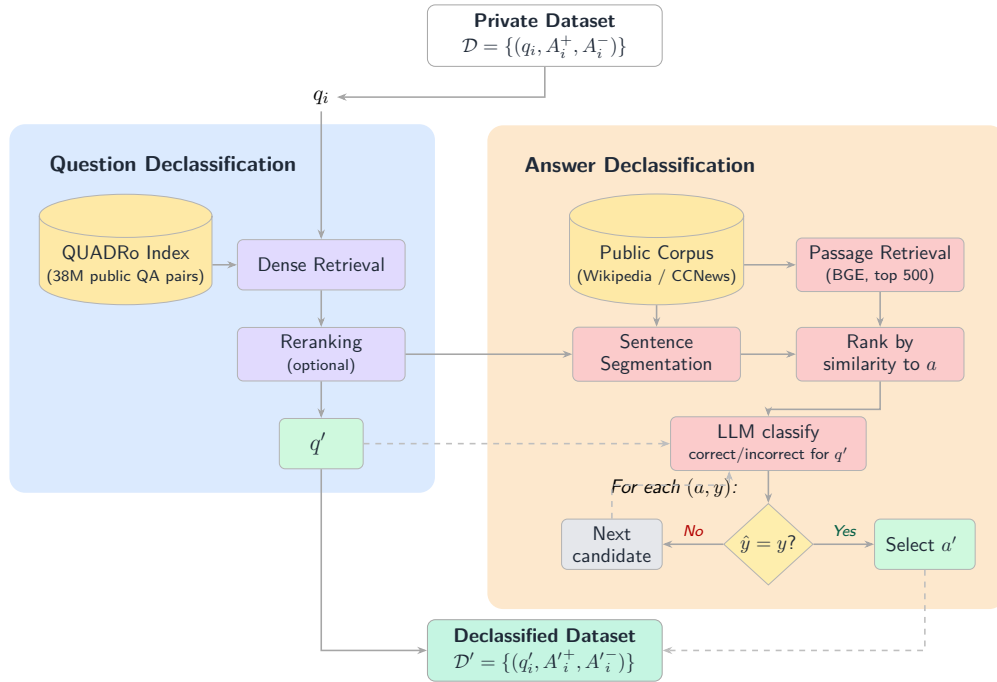 Private Dataset
𝒟 = {(qᵢ, Aᵢ⁺, Aᵢ⁻)}
qᵢ
Question Declassification
QUADRo Index
(38M public QA pairs)
Dense Retrieval
Reranking
(optional)
q′
Answer Declassification
Public Corpus
(Wikipedia / CCNews)
Passage Retrieval
(BGE, top 500)
Sentence
Segmentation
Rank by
similarity to a
LLM classify
correct/incorrect for q′
For each (a, y):
Next
candidate
No
ŷ = y?
Yes
Select a′
Declassified Dataset
𝒟′ = {(q′ᵢ, A′ᵢ⁺, A′ᵢ⁻)}